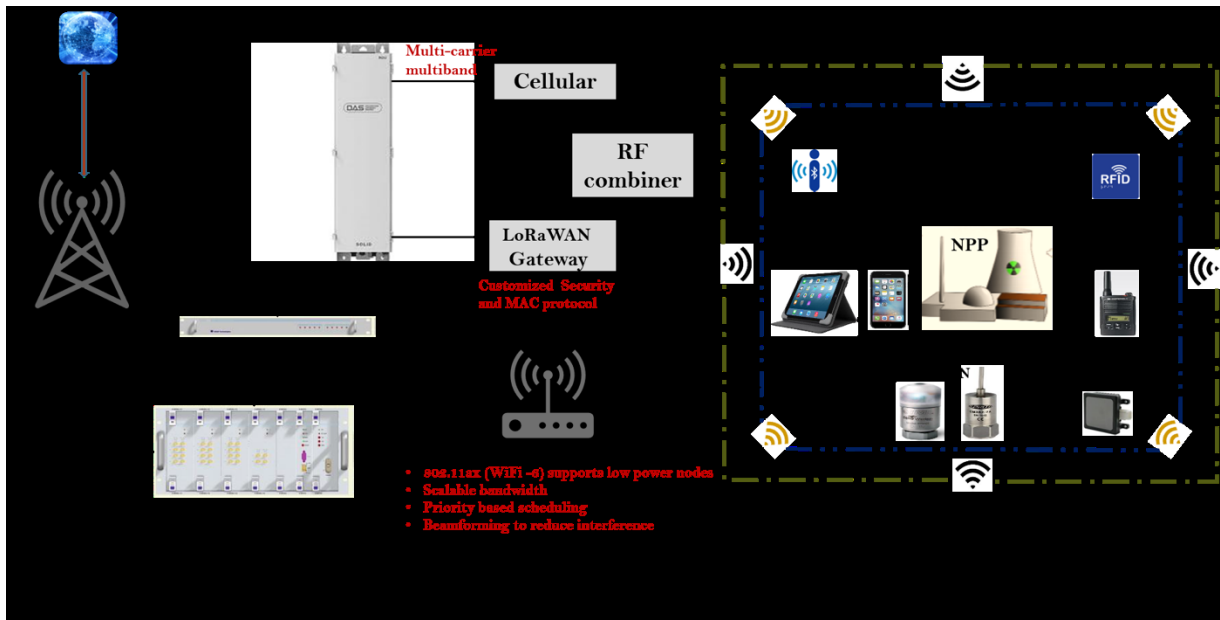 Multi-carrier
multiband
DAS
SOLiD
Cellular
RF
combiner
LoRaWAN
Gateway
Customized Security
and MAC protocol
RFiD
NPP
N
• 802.11ax (WiFi -6) supports low power nodes
• Scalable bandwidth
• Priority based scheduling
• Beamforming to reduce interference